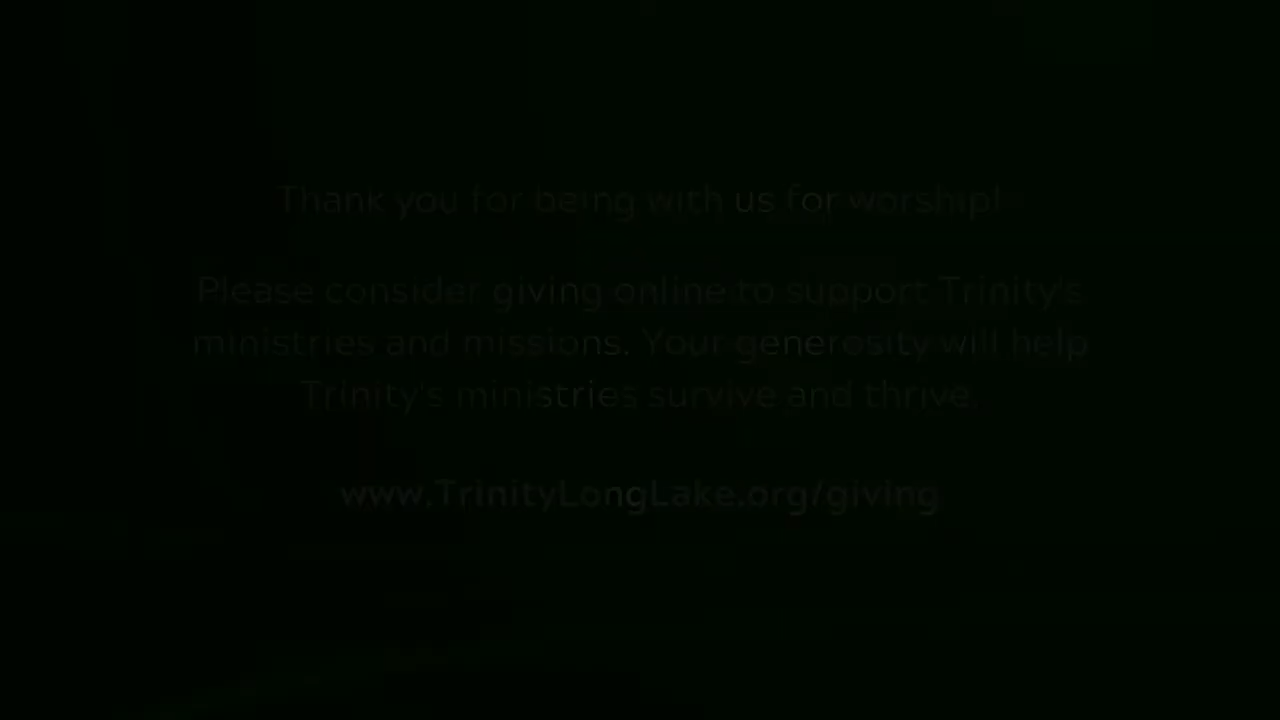 Thank you for being with us for worship!
Please consider giving online to support Trinity's
ministries and missions. Your generosity will help
Trinity's ministries survive and thrive.
www.TrinityLongLake.org/giving